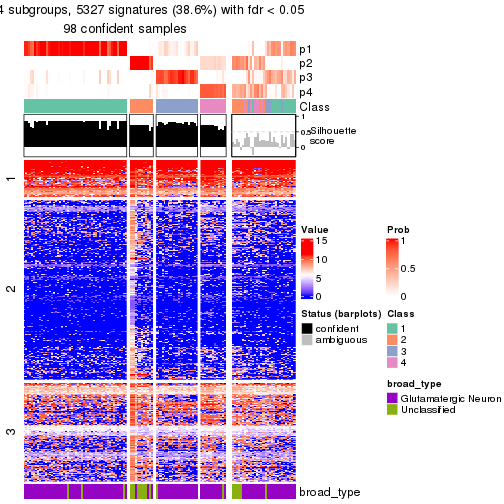 4 subgroups, 5327 signatures (38.6%) with fdr < 0.05
98 confident samples
p1
p2
p3
p4
Class
1
0.5
0
Silhouette
score
1
2
3
broad_type
Value
15
10
5
0
Prob
1
0.5
0
Status (barplots)
confident
ambiguous
Class
1
2
3
4
broad_type
Glutamatergic Neuron
Unclassified